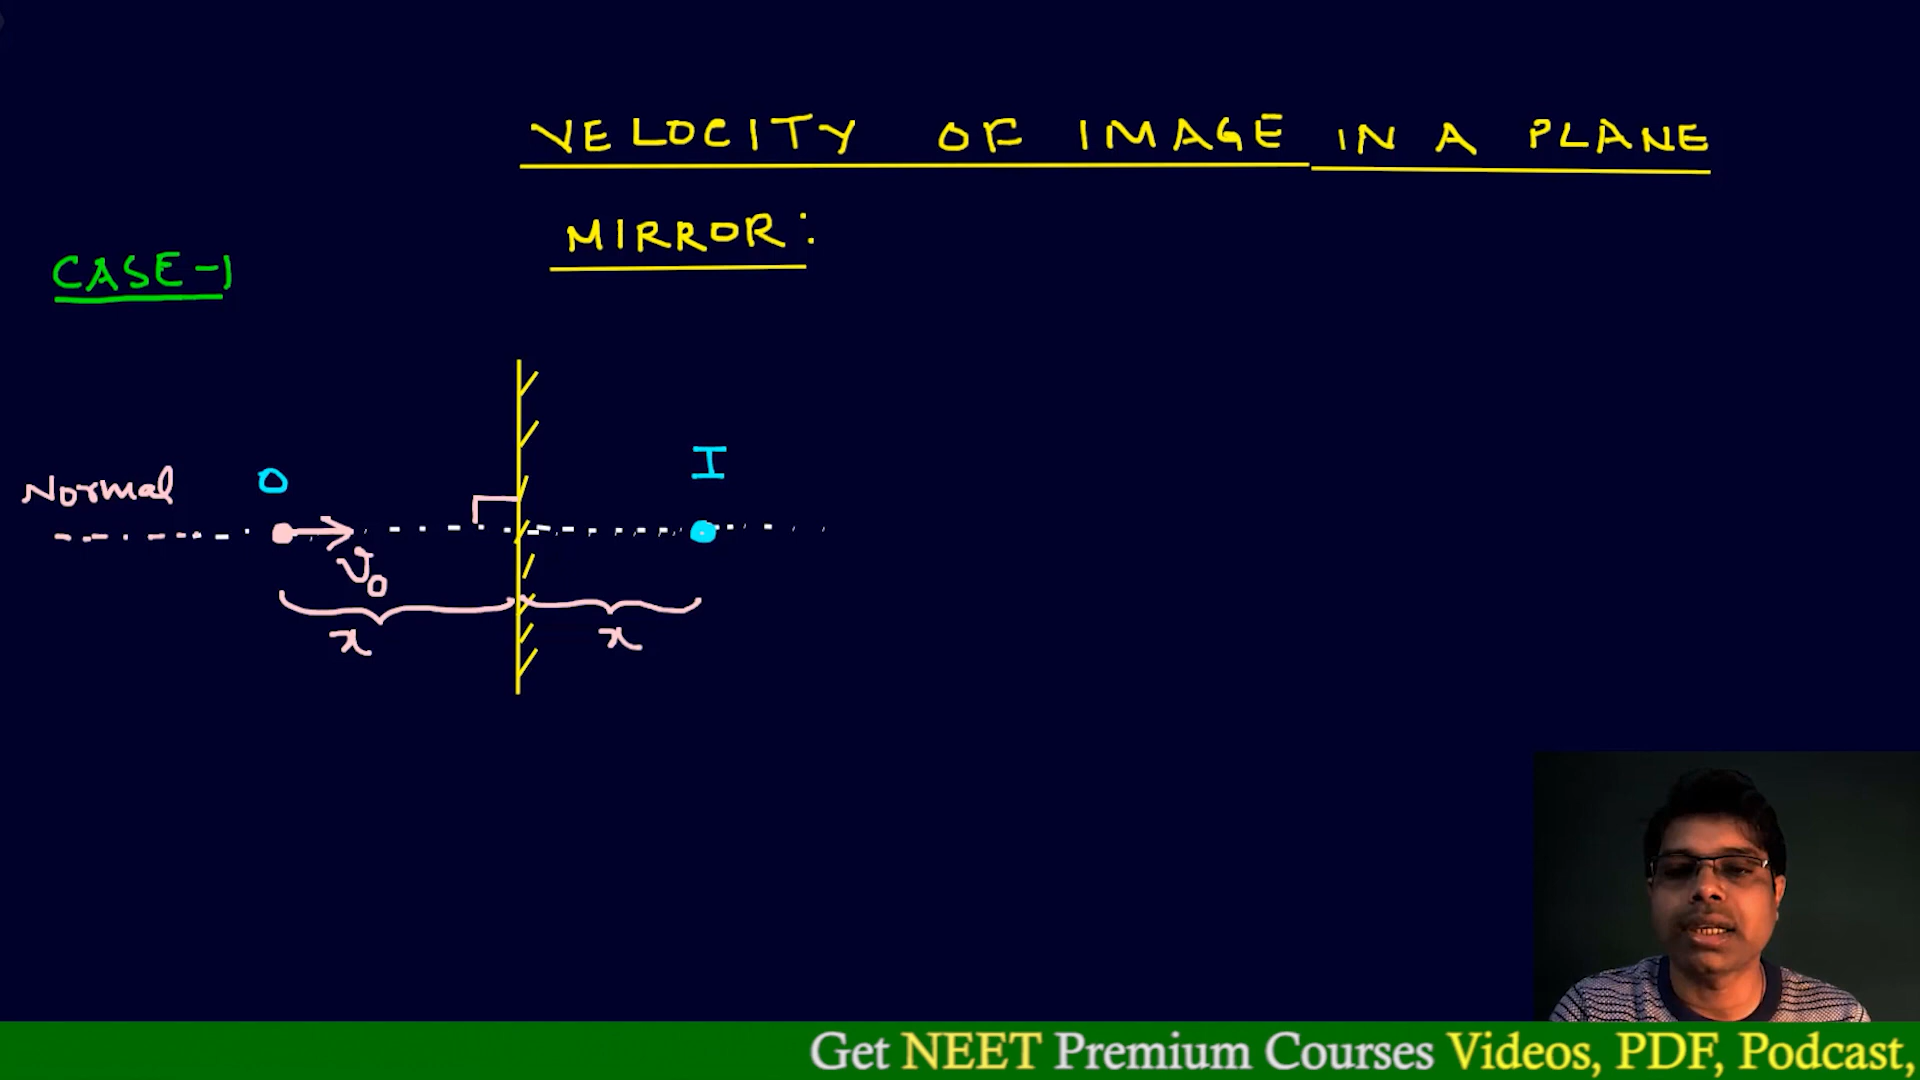 VELOCITY OF IMAGE IN A PLANE
MIRROR:
CASE-1
I
Normal O
v₀
x x
Get NEET Premium Courses Videos, PDF, Podcast,